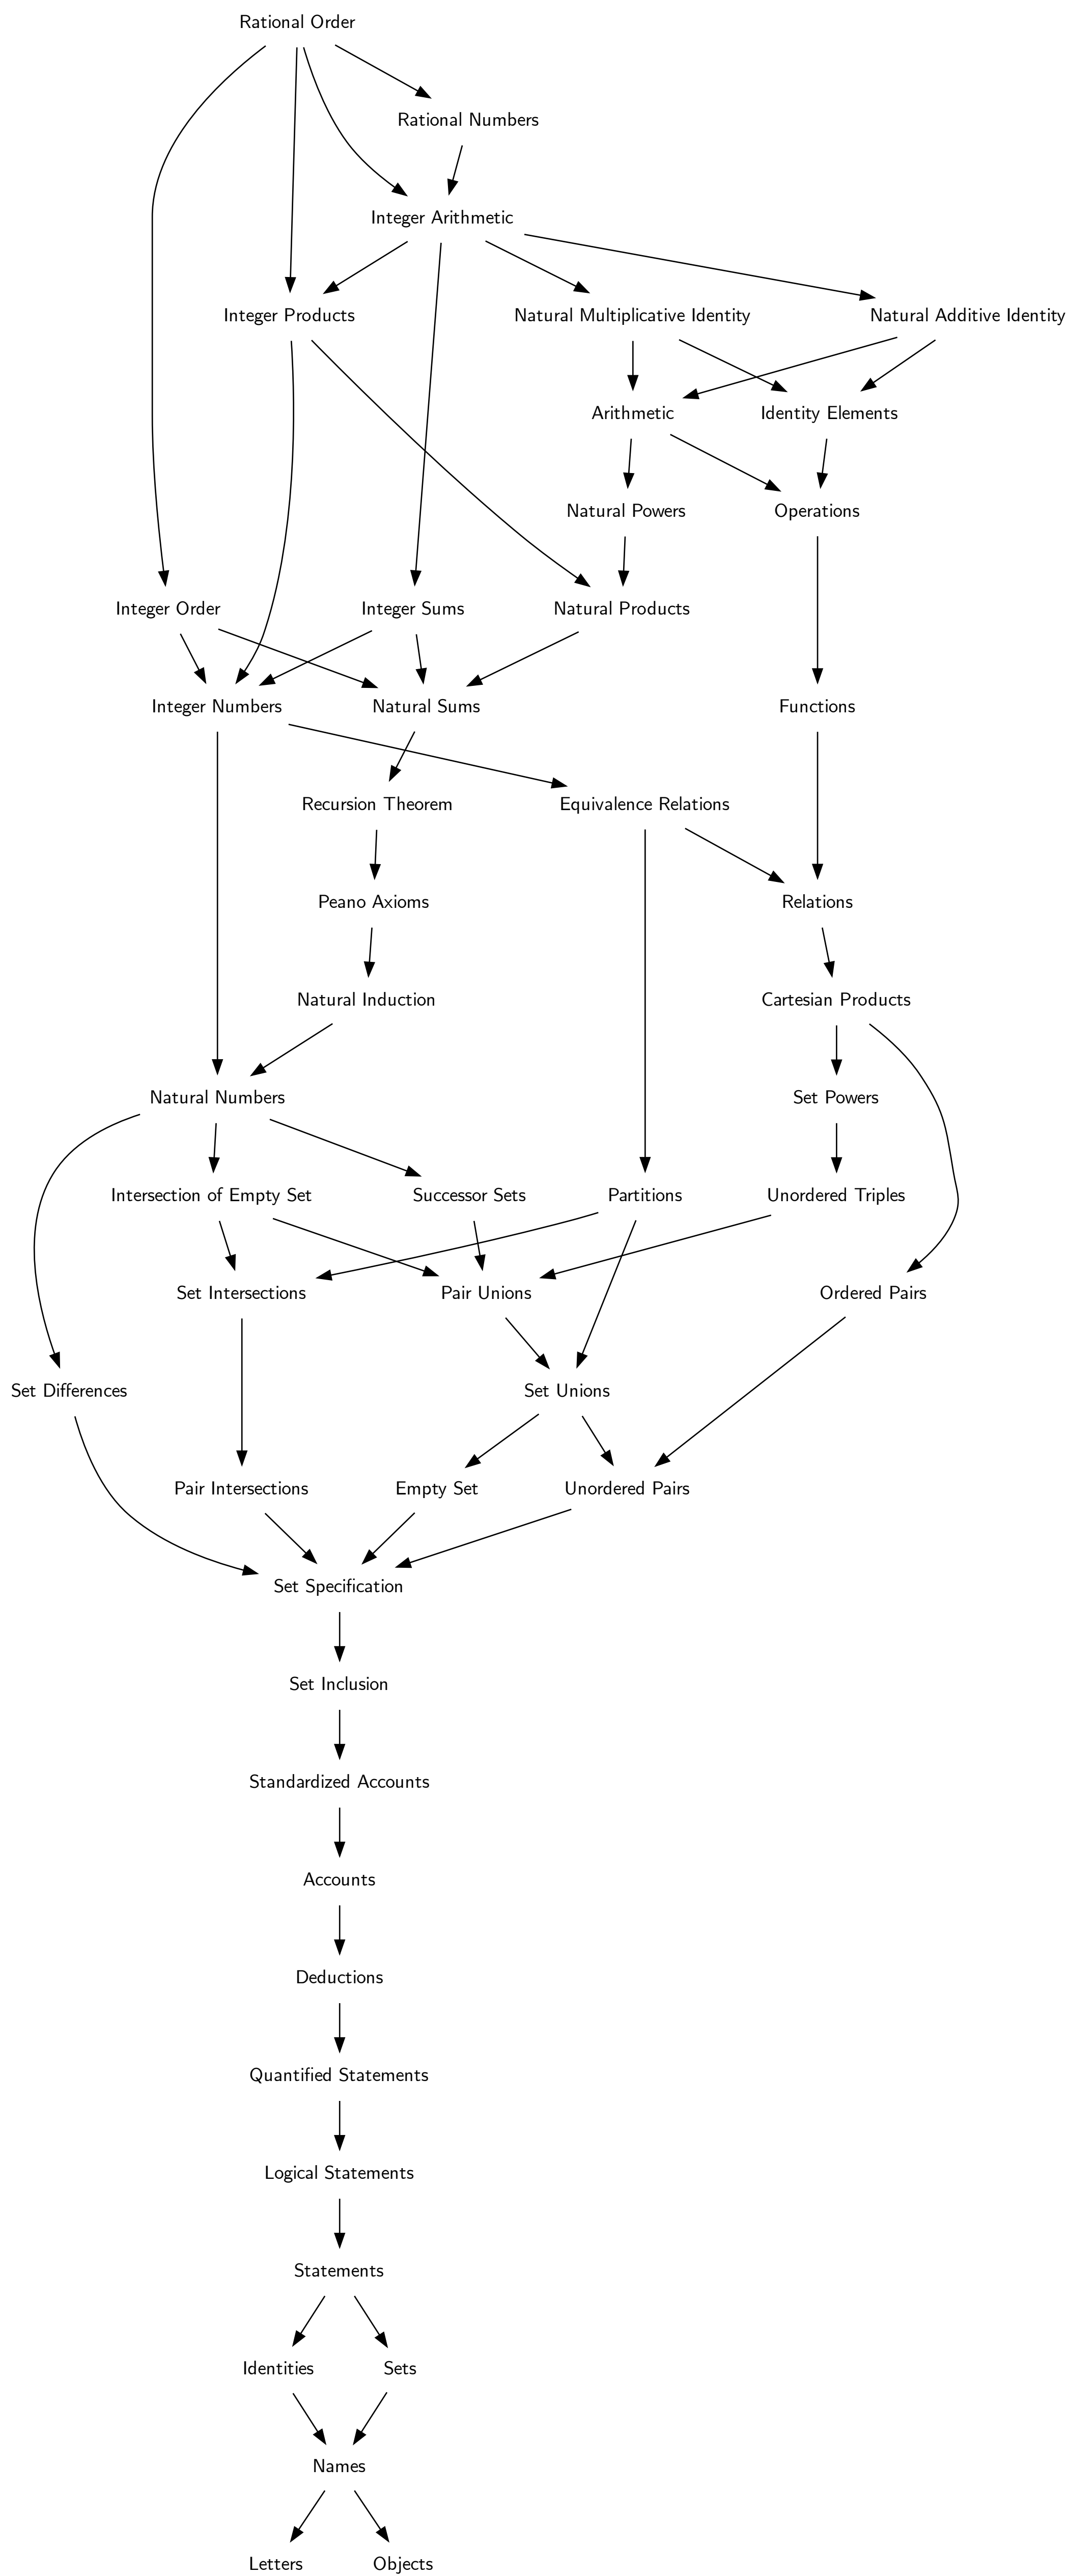 Rational Order
Rational Numbers
Integer Arithmetic
Integer Products
Natural Multiplicative Identity
Natural Additive Identity
Arithmetic
Identity Elements
Natural Powers
Operations
Integer Order
Integer Sums
Natural Products
Integer Numbers
Natural Sums
Functions
Recursion Theorem
Equivalence Relations
Peano Axioms
Relations
Natural Induction
Cartesian Products
Natural Numbers
Set Powers
Intersection of Empty Set
Successor Sets
Partitions
Unordered Triples
Set Intersections
Pair Unions
Ordered Pairs
Set Differences
Set Unions
Pair Intersections
Empty Set
Unordered Pairs
Set Specification
Set Inclusion
Standardized Accounts
Accounts
Deductions
Quantified Statements
Logical Statements
Statements
Identities
Sets
Names
Letters
Objects